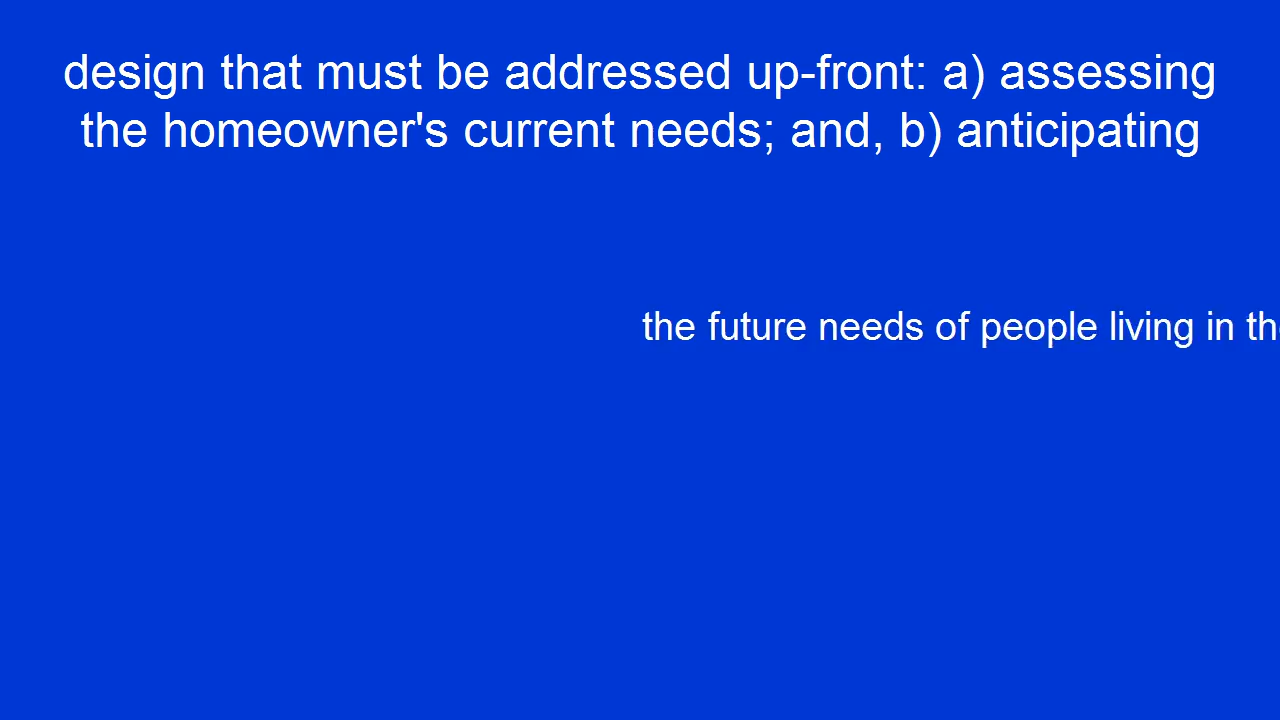 design that must be addressed up-front: a) assessing
the homeowner's current needs; and, b) anticipating
the future needs of people living in